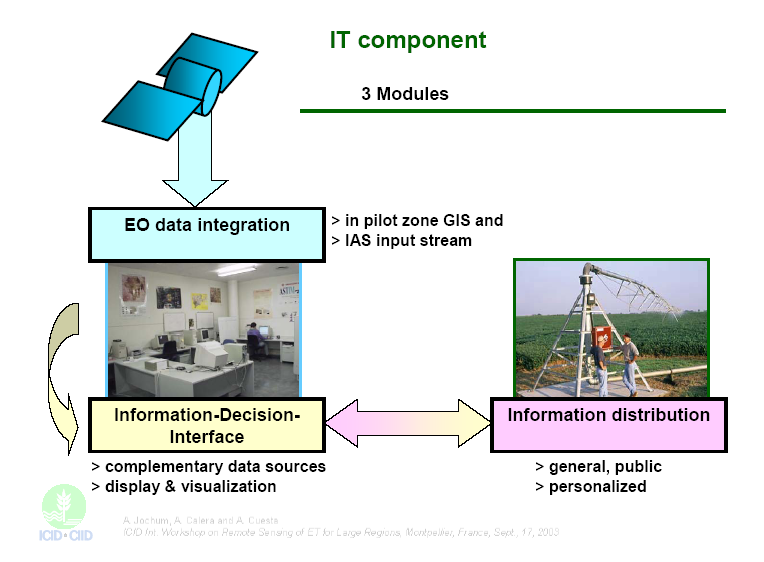 IT component
3 Modules
EO data integration
> in pilot zone GIS and
> IAS input stream
Information-Decision-
Interface
Information distribution
> complementary data sources
> display & visualization
> general, public
> personalized
ICID•CIID
A. Jochum, A. Calera and A. Cuesta
ICID Int. Workshop on Remote Sensing of ET for Large Regions, Montpellier, France, Sept., 17, 2003